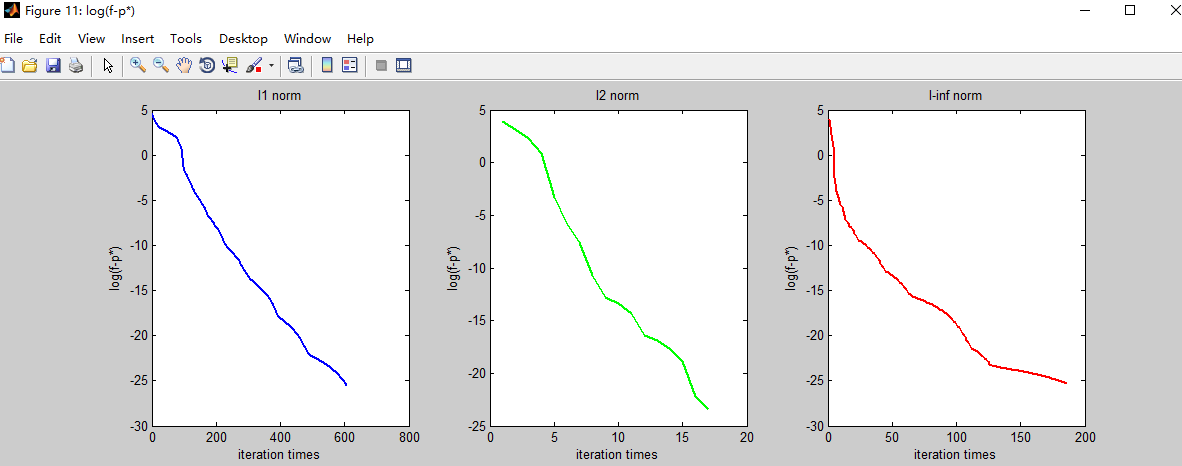 Figure 11: log(f-p*)
File Edit View Insert Tools Desktop Window Help
l1 norm
5
0
-5
-10
-15
-20
-25
-30
0 200 400 600 800
log(f-p*)
iteration times
l2 norm
5
0
-5
-10
-15
-20
-25
0 5 10 15 20
log(f-p*)
iteration times
l-inf norm
5
0
-5
-10
-15
-20
-25
-30
0 50 100 150 200
log(f-p*)
iteration times